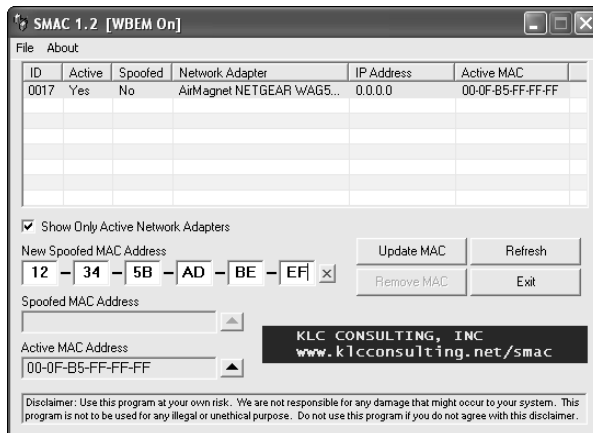 SMAC 1.2 [WBEM On]
File About
ID Active Spoofed Network Adapter IP Address Active MAC
0017 Yes No AirMagnet NETGEAR WAG5... 0.0.0.0 00-0F-B5-FF-FF-FF
Show Only Active Network Adapters
New Spoofed MAC Address
12 - 34 - 5B - AD - BE - EF X
Update MAC Refresh
Remove MAC Exit
Spoofed MAC Address
KLC CONSULTING, INC
www.klcconsulting.net/smac
Active MAC Address
00-0F-B5-FF-FF-FF
Disclaimer: Use this program at your own risk. We are not responsible for any damage that might occur to your system. This
program is not to be used for any illegal or unethical purpose. Do not use this program if you do not agree with this disclaimer.